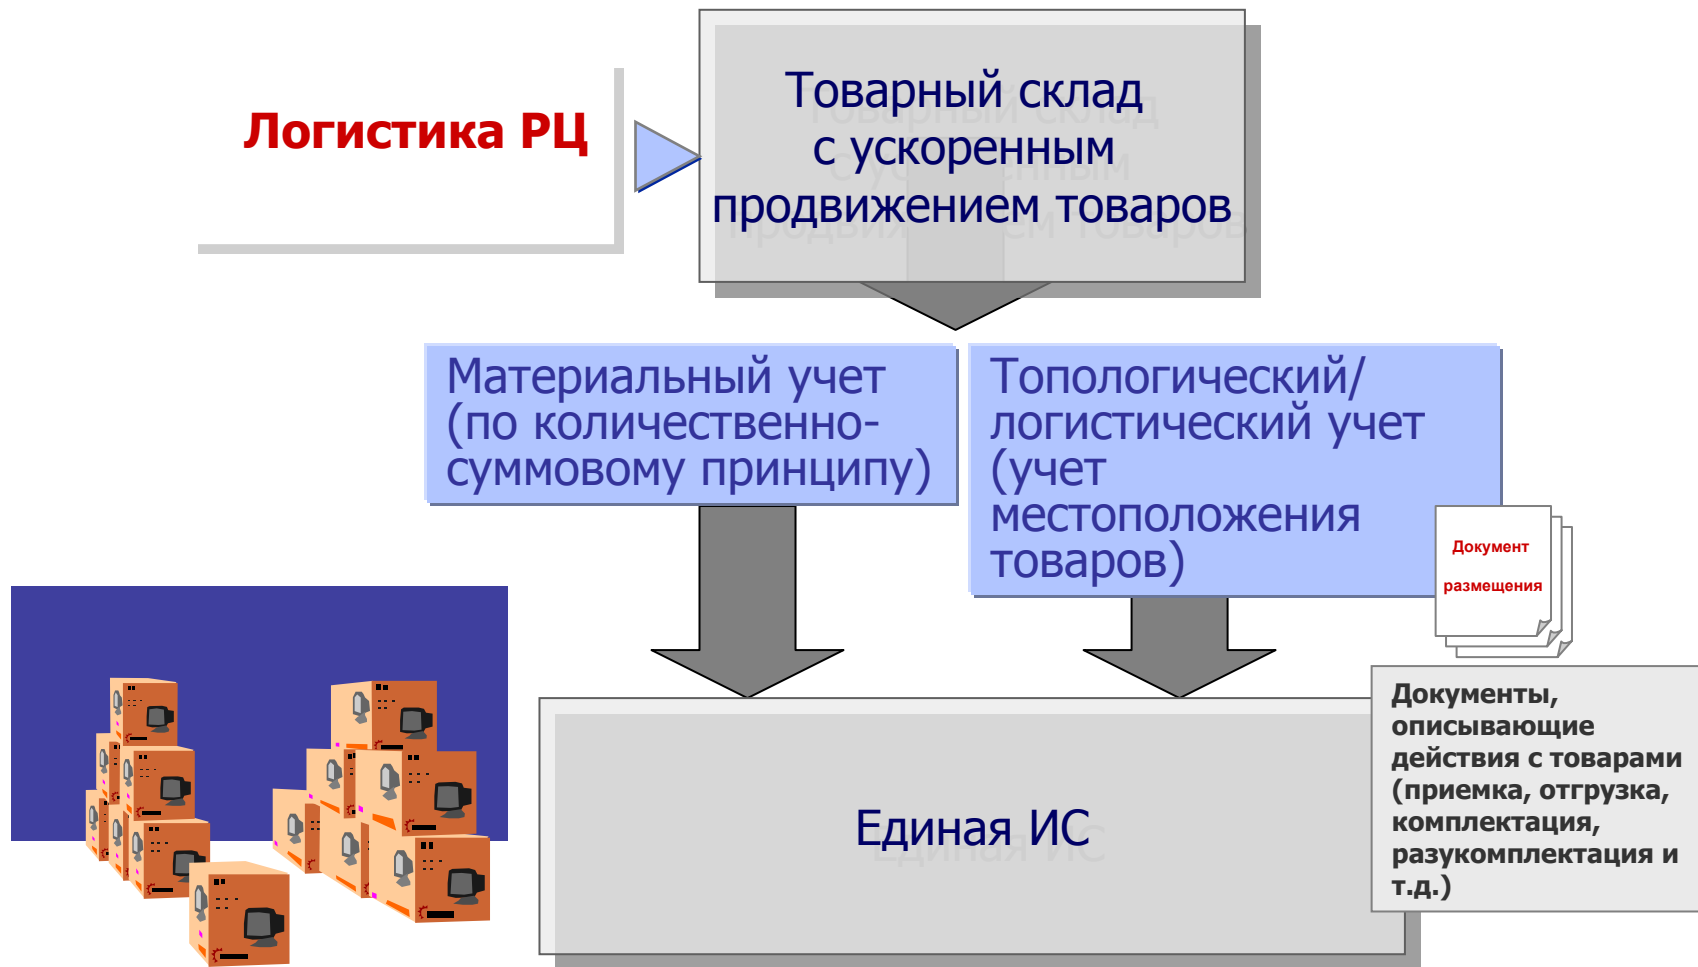 Логистика РЦ
Товарный склад
с ускоренным
продвижением товаров
Материальный учет
(по количественно-
суммовому принципу)
Топологический/
логистический учет
(учет
местоположения
товаров)
Документ
размещения
Единая ИС
Документы,
описывающие
действия с товарами
(приемка, отгрузка,
комплектация,
разукомплектация и
т.д.)